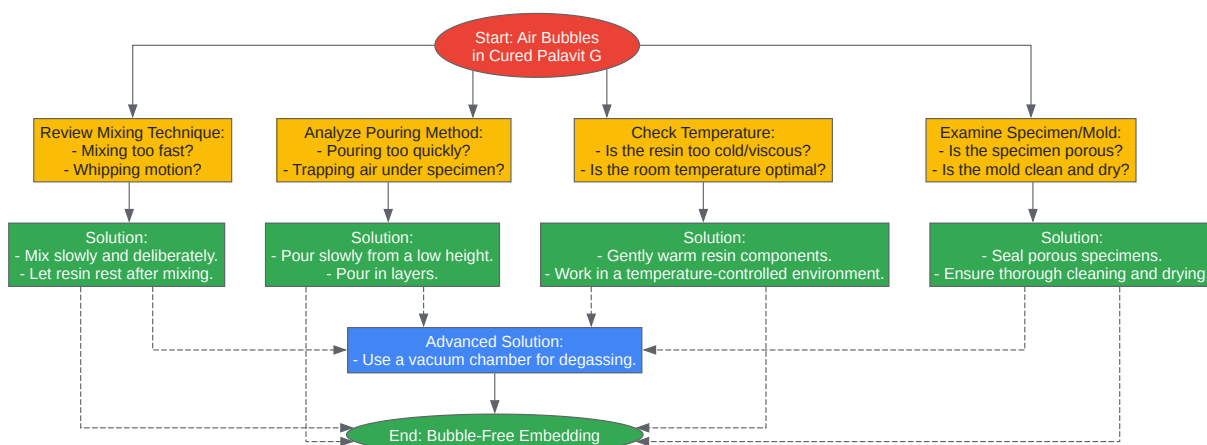 Start: Air Bubbles
in Cured Palavit G
Review Mixing Technique:
- Mixing too fast?
- Whipping motion?
Analyze Pouring Method:
- Pouring too quickly?
- Trapping air under specimen?
Check Temperature:
- Is the resin too cold/viscous?
- Is the room temperature optimal?
Examine Specimen/Mold:
- Is the specimen porous?
- Is the mold clean and dry?
Solution:
- Mix slowly and deliberately.
- Let resin rest after mixing.
Solution:
- Pour slowly from a low height.
- Pour in layers.
Solution:
- Gently warm resin components.
- Work in a temperature-controlled environment.
Solution:
- Seal porous specimens.
- Ensure thorough cleaning and drying.
Advanced Solution:
- Use a vacuum chamber for degassing.
End: Bubble-Free Embedding